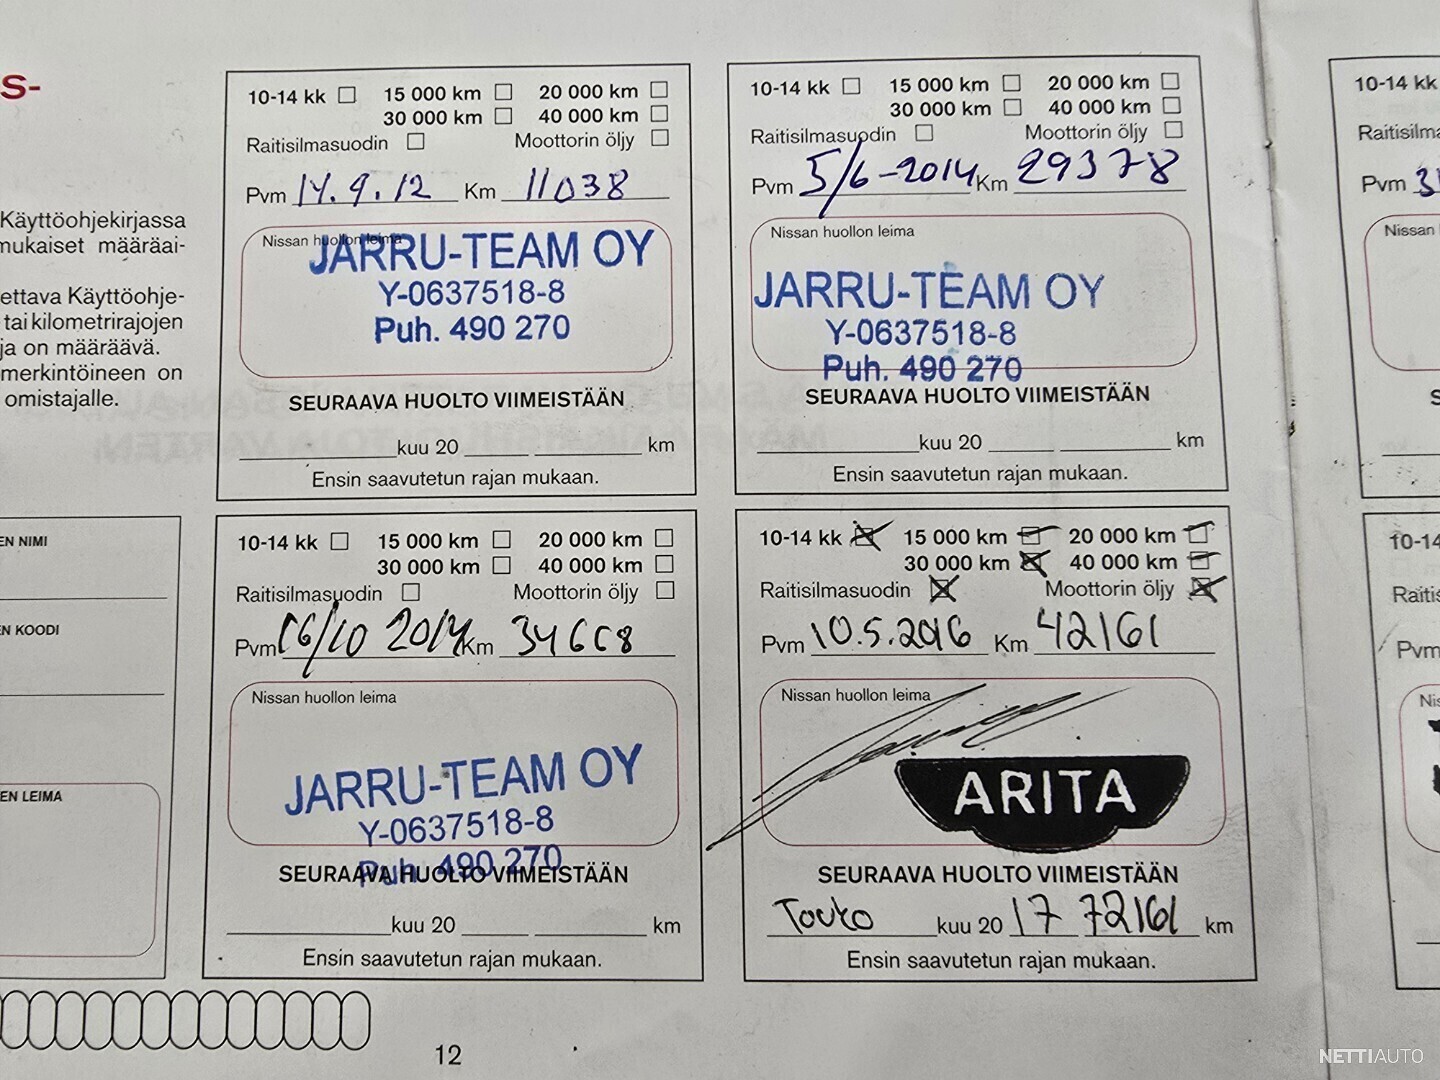 S-
Käyttöohjekirjassa
mukaiset määräai-
ettava Käyttöohje-
tai kilometrirajojen
ja on määräävä.
merkintöineen on
omistajalle.
EN NIMI
EN KOODI
EN LEIMA
10-14 kk 15 000 km 20 000 km
30 000 km 40 000 km
Raitisilmasuodin Moottorin öljy
Pvm 14.9.12 Km 11038
Nissan huollon leima
JARRU-TEAM OY
Y-0637518-8
Puh. 490 270
SEURAAVA HUOLTO VIIMEISTÄÄN
kuu 20 km
Ensin saavutetun rajan mukaan.
10-14 kk 15 000 km 20 000 km
30 000 km 40 000 km
Raitisilmasuodin Moottorin öljy
Pvm 5/6-2014 Km 29378
Nissan huollon leima
JARRU-TEAM OY
Y-0637518-8
Puh. 490 270
SEURAAVA HUOLTO VIIMEISTÄÄN
kuu 20 km
Ensin saavutetun rajan mukaan.
10-14 kk 15 000 km 20 000 km
30 000 km 40 000 km
Raitisilmasuodin Moottorin öljy
Pvm 16/10 2014 Km 34668
Nissan huollon leima
JARRU-TEAM OY
Y-0637518-8
Puh. 490 270
SEURAAVA HUOLTO VIIMEISTÄÄN
kuu 20 km
Ensin saavutetun rajan mukaan.
10-14 kk 15 000 km 20 000 km
30 000 km 40 000 km
Raitisilmasuodin Moottorin öljy
Pvm 10.5.2016 Km 42161
Nissan huollon leima
ARITA
SEURAAVA HUOLTO VIIMEISTÄÄN
Touko kuu 20 17 72161 km
Ensin saavutetun rajan mukaan.
10-14 kk
Raitisilma
Pvm
Nissan
S
10-14
Raitis
Pvm
Nis
12
NETTIAUTO